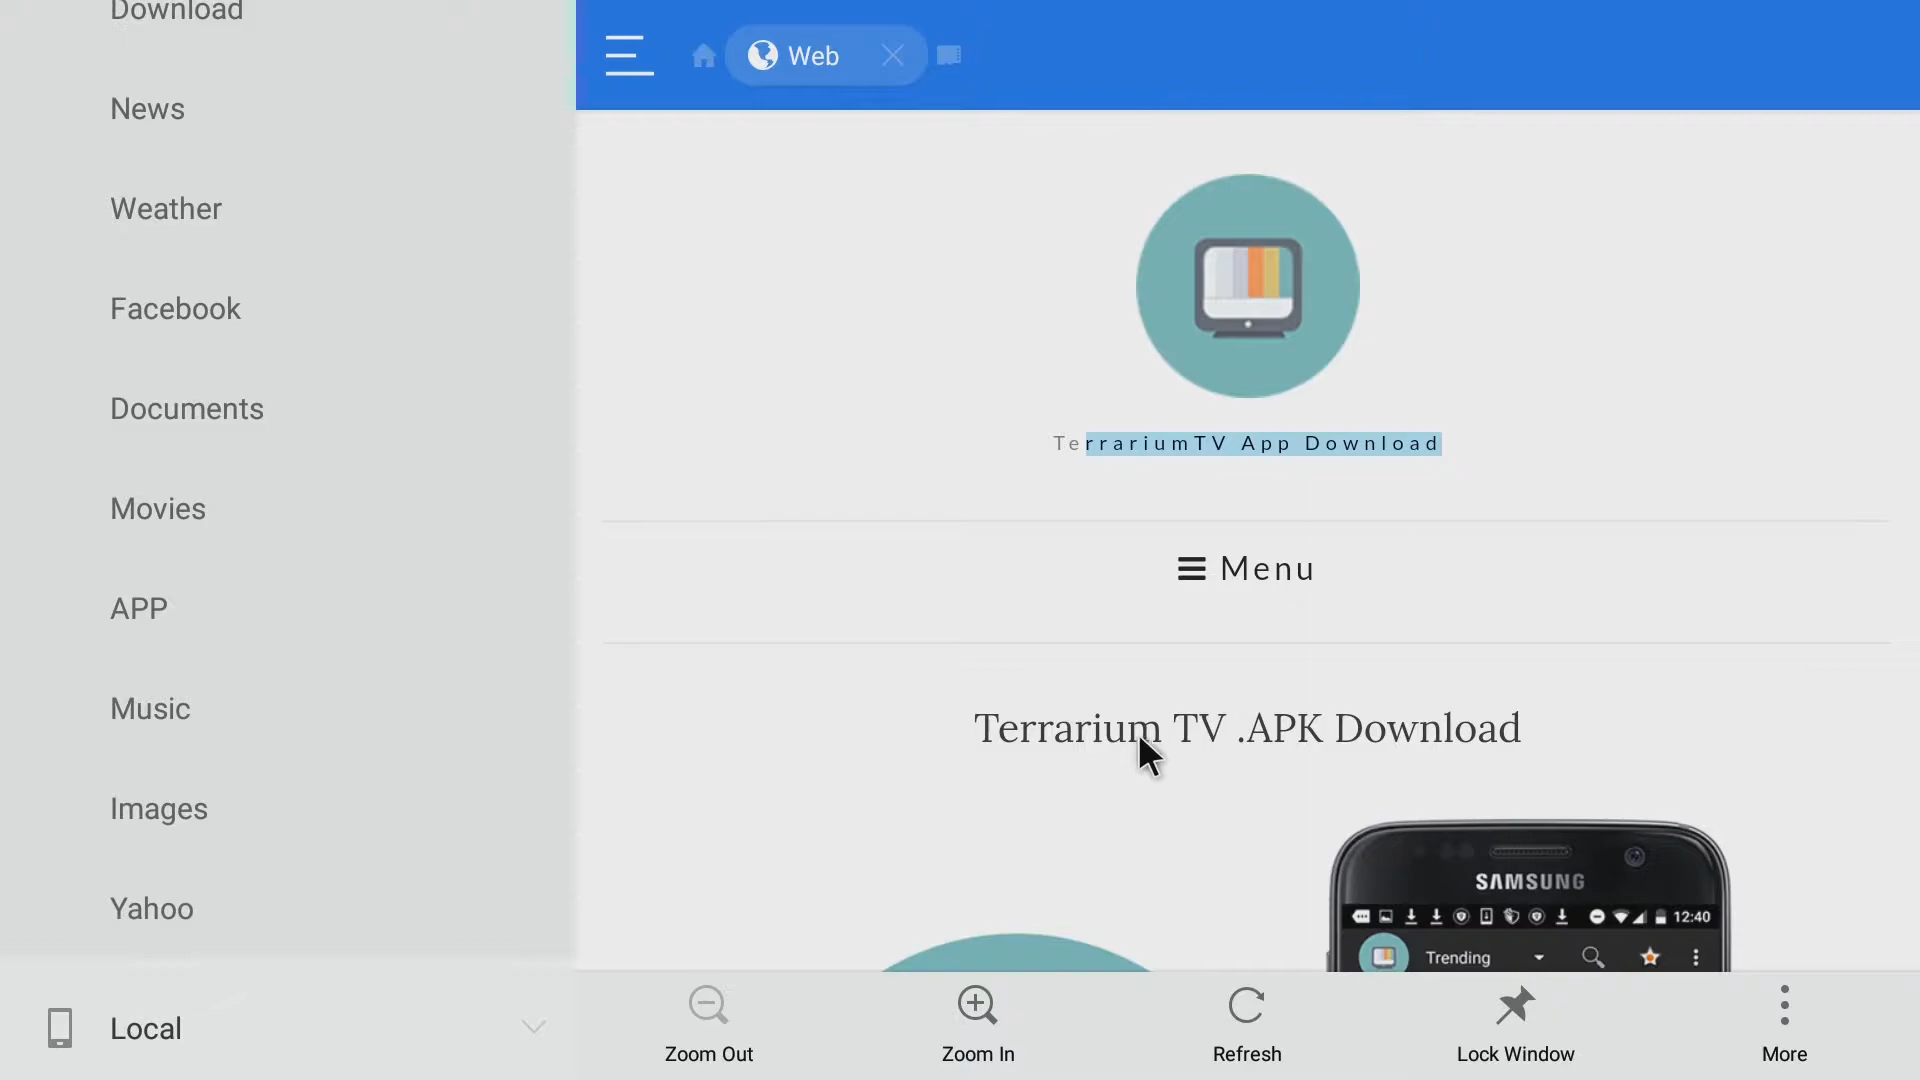 Download
News
Weather
Facebook
Documents
Movies
APP
Music
Images
Yahoo
Local
Web
TerrariumTV App Download
Menu
Terrarium TV .APK Download
SAMSUNG
12:40
Trending
Zoom Out
Zoom In
Refresh
Lock Window
More